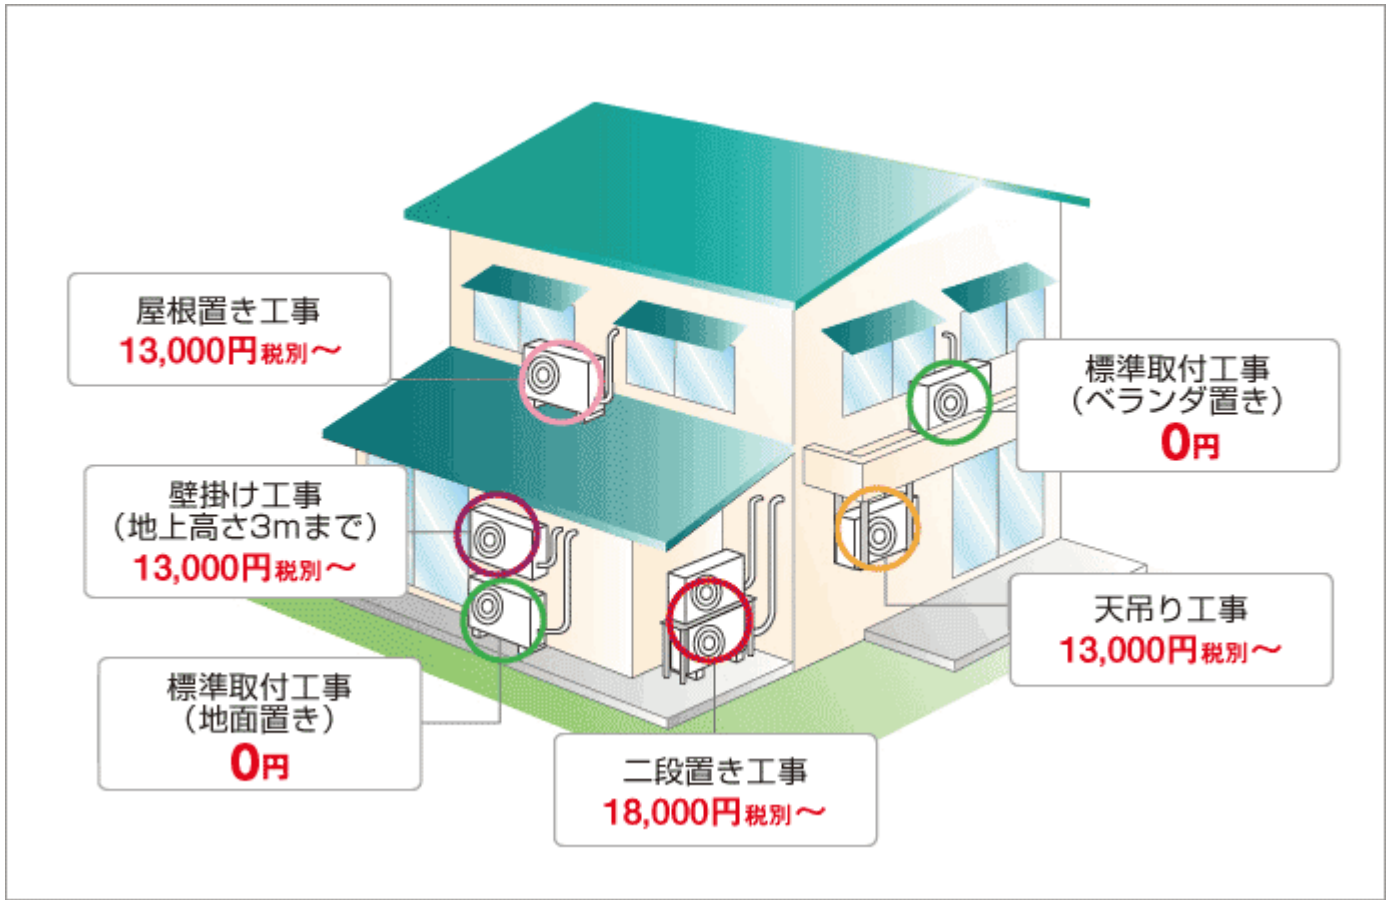 屋根置き工事
13,000円税別～
壁掛け工事
（地上高さ3mまで）
13,000円税別～
標準取付工事
（地面置き）
0円
二段置き工事
18,000円税別～
標準取付工事
（ベランダ置き）
0円
天吊り工事
13,000円税別～